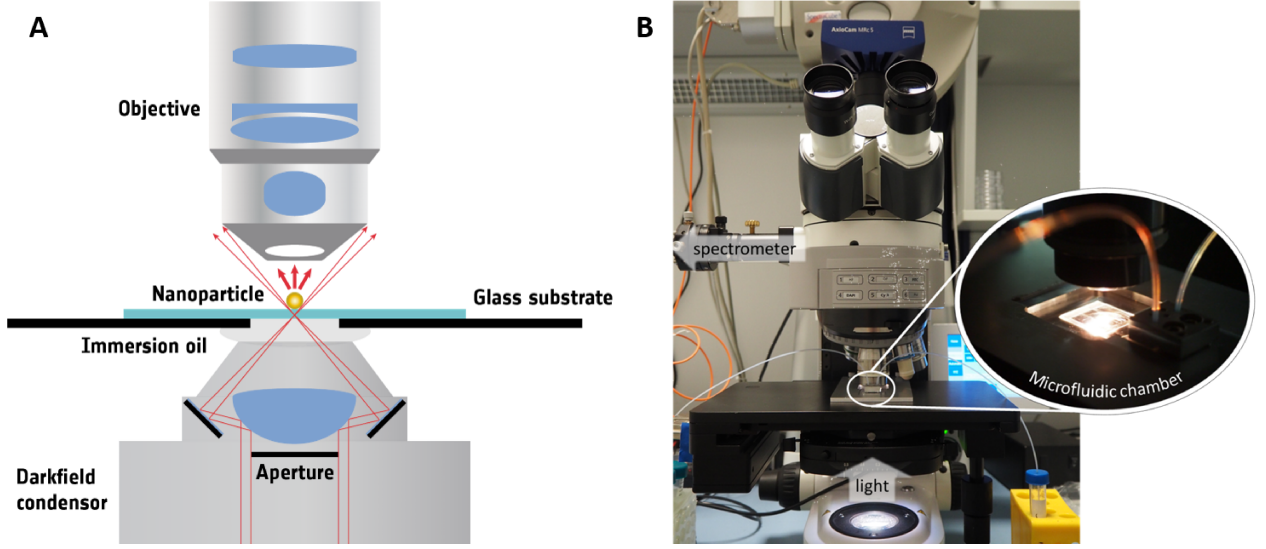 A
Objective
Nanoparticle
Glass substrate
Immersion oil
Aperture
Darkfield
condensor
B
AxioCam MRc 5
spectrometer
light
Microfluidic chamber